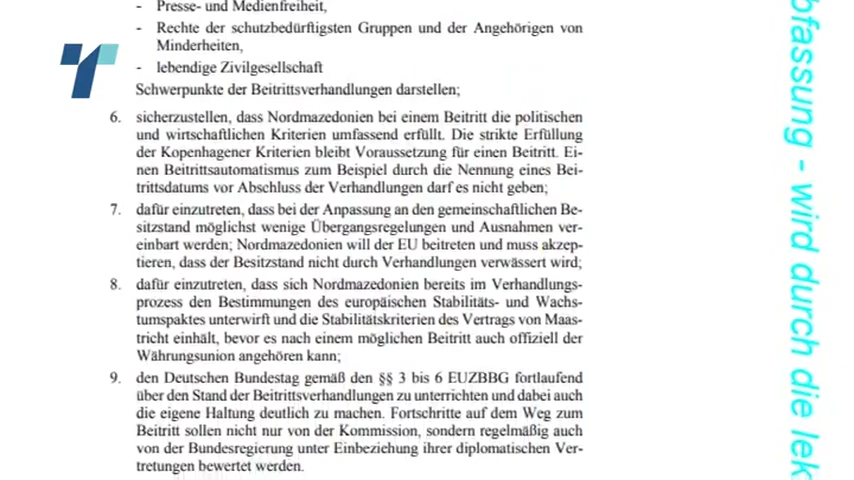 - Presse- und Medienfreiheit,
- Rechte der schutzbedürftigsten Gruppen und der Angehörigen von
Minderheiten,
- lebendige Zivilgesellschaft
Schwerpunkte der Beitrittsverhandlungen darstellen;
6. sicherzustellen, dass Nordmazedonien bei einem Beitritt die politischen
und wirtschaftlichen Kriterien umfassend erfüllt. Die strikte Erfüllung
der Kopenhagener Kriterien bleibt Voraussetzung für einen Beitritt. Ei-
nen Beitrittsautomatismus zum Beispiel durch die Nennung eines Bei-
trittsdatums vor Abschluss der Verhandlungen darf es nicht geben;
7. dafür einzutreten, dass bei der Anpassung an den gemeinschaftlichen Be-
sitzstand möglichst wenige Übergangsregelungen und Ausnahmen ver-
einbart werden; Nordmazedonien will der EU beitreten und muss akzep-
tieren, dass der Besitzstand nicht durch Verhandlungen verwässert wird;
8. dafür einzutreten, dass sich Nordmazedonien bereits im Verhandlungs-
prozess den Bestimmungen des europäischen Stabilitäts- und Wachs-
tumspaktes unterwirft und die Stabilitätskriterien des Vertrags von Maas-
tricht einhält, bevor es nach einem möglichen Beitritt auch offiziell der
Währungsunion angehören kann;
9. den Deutschen Bundestag gemäß den §§ 3 bis 6 EUZBBG fortlaufend
über den Stand der Beitrittsverhandlungen zu unterrichten und dabei auch
die eigene Haltung deutlich zu machen. Fortschritte auf dem Weg zum
Beitritt sollen nicht nur von der Kommission, sondern regelmäßig auch
von der Bundesregierung unter Einbeziehung ihrer diplomatischen Ver-
tretungen bewertet werden.
bfassung - wird durch die lek